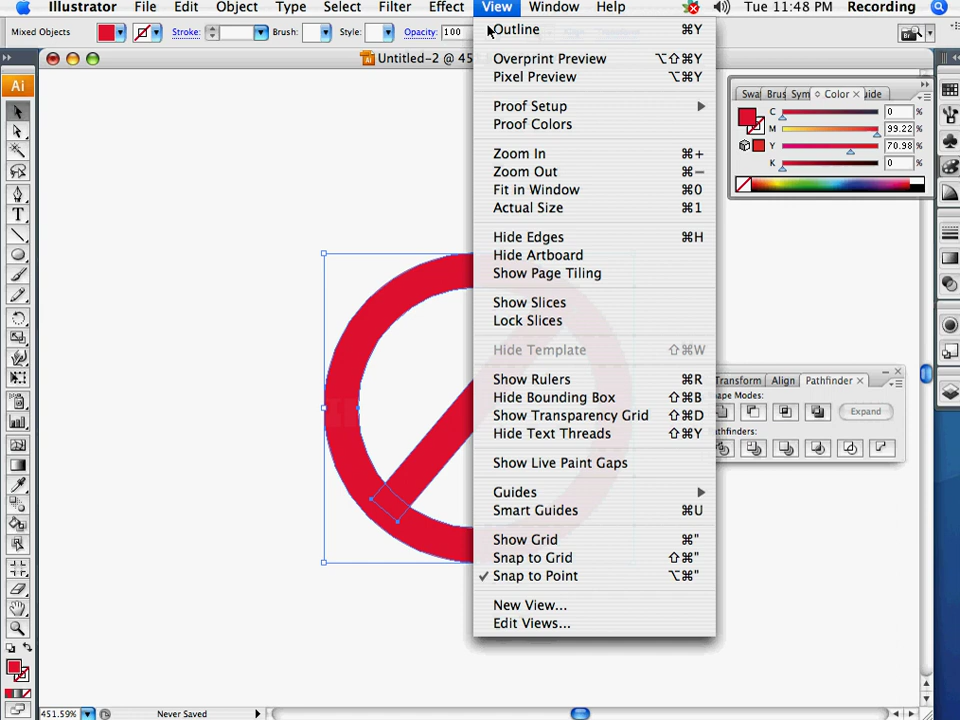 Illustrator File Edit Object Type Select Filter Effect View Window Help Tue 11:48 PM Recording
Mixed Objects Stroke: Brush: Style: Opacity: 100
Untitled-2 @ 45
Ai
Outline ⌘Y
Overprint Preview ⌥⇧⌘Y
Pixel Preview ⌥⌘Y
Proof Setup
Proof Colors
Zoom In ⌘+
Zoom Out ⌘−
Fit in Window ⌘0
Actual Size ⌘1
Hide Edges ⌘H
Hide Artboard
Show Page Tiling
Show Slices
Lock Slices
Hide Template ⇧⌘W
Show Rulers ⌘R
Hide Bounding Box ⇧⌘B
Show Transparency Grid ⇧⌘D
Hide Text Threads ⇧⌘Y
Show Live Paint Gaps
Guides
Smart Guides ⌘U
Show Grid ⌘"
Snap to Grid ⇧⌘"
Snap to Point ⌥⌘"
New View...
Edit Views...
Swa Brus Sym Color uide
C 0 %
M 99.22 %
Y 70.98 %
K 0 %
Transform Align Pathfinder
hape Modes:
Expand
athfinders:
451.59% Never Saved